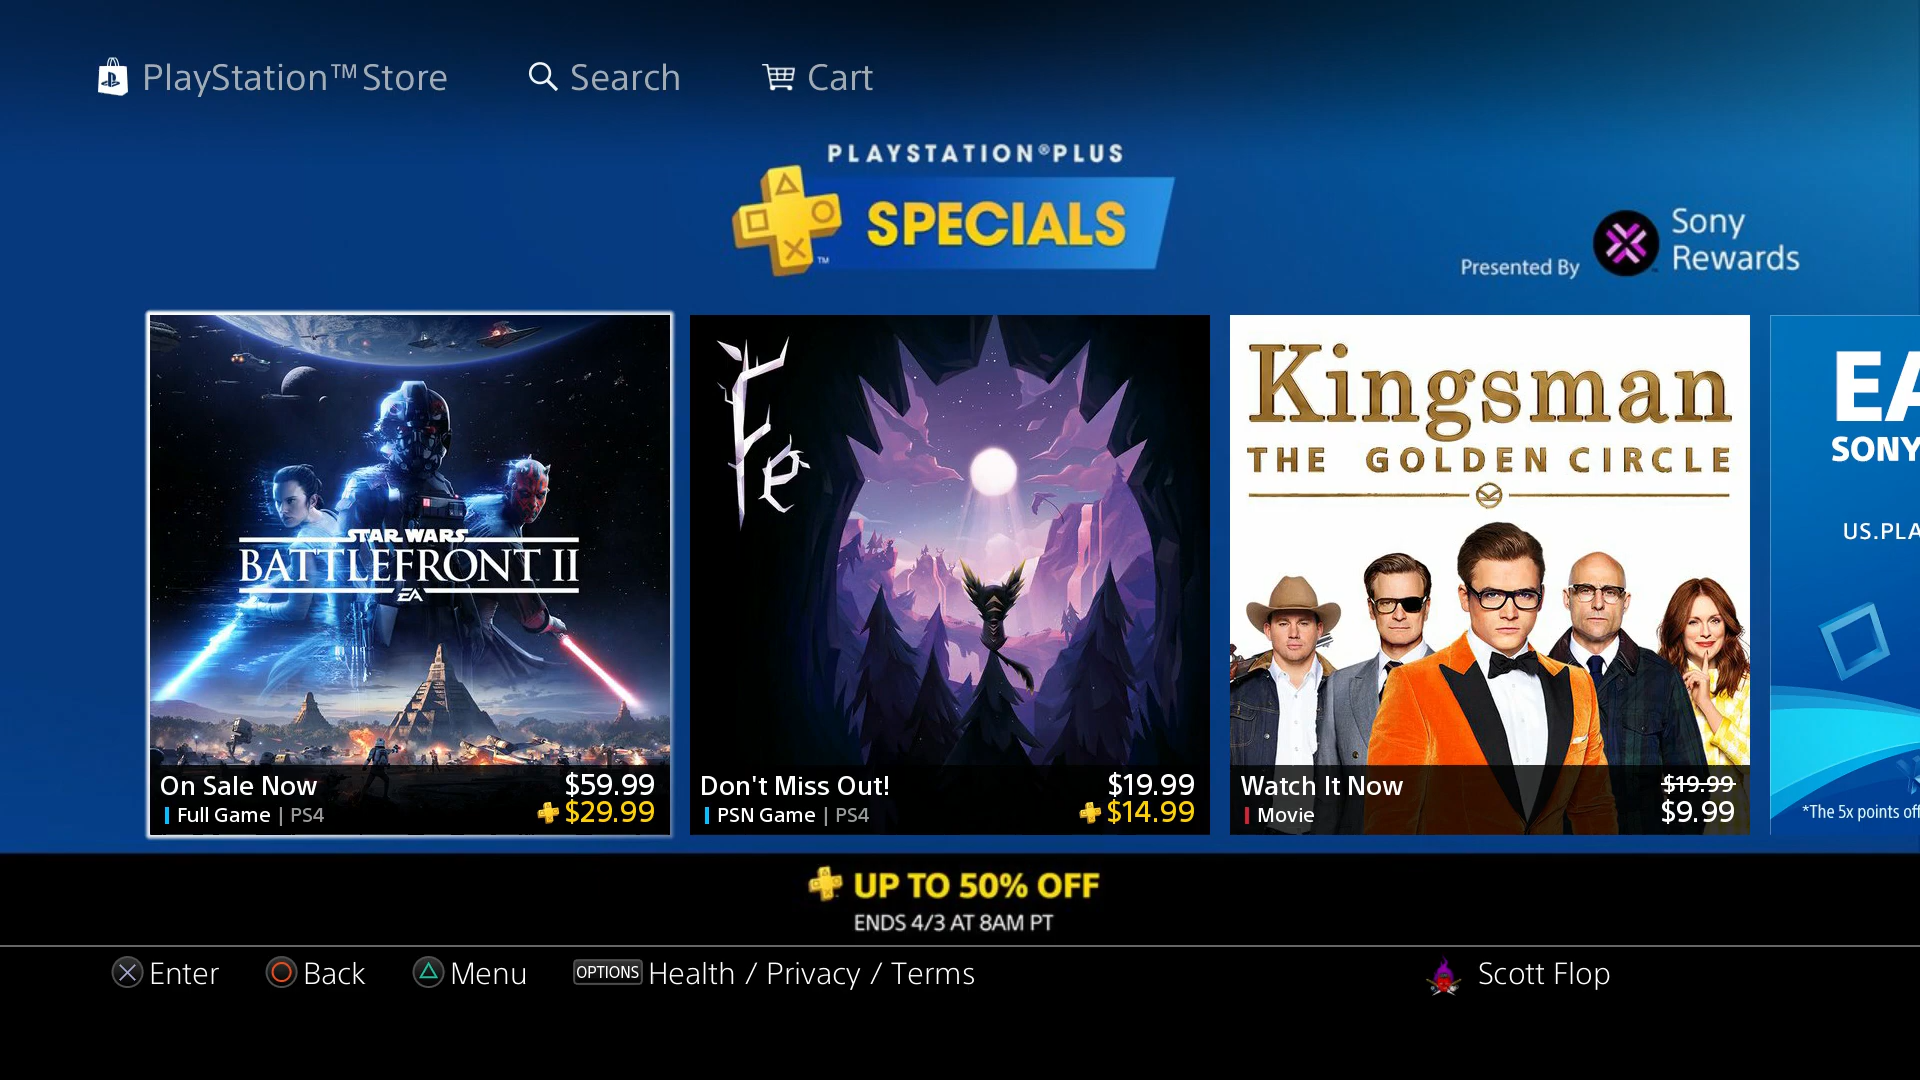 PlayStation™Store
Search
Cart
PLAYSTATION®PLUS
SPECIALS
TM
Presented By
Sony
Rewards
STAR WARS
BATTLEFRONT II
EA
On Sale Now
$59.99
Full Game | PS4
$29.99
Fe
Don't Miss Out!
$19.99
PSN Game | PS4
$14.99
Kingsman
THE GOLDEN CIRCLE
Watch It Now
$19.99
Movie
$9.99
EA
SONY
US.PLA
*The 5x points off
UP TO 50% OFF
ENDS 4/3 AT 8AM PT
Enter
Back
Menu
OPTIONS
Health / Privacy / Terms
Scott Flop